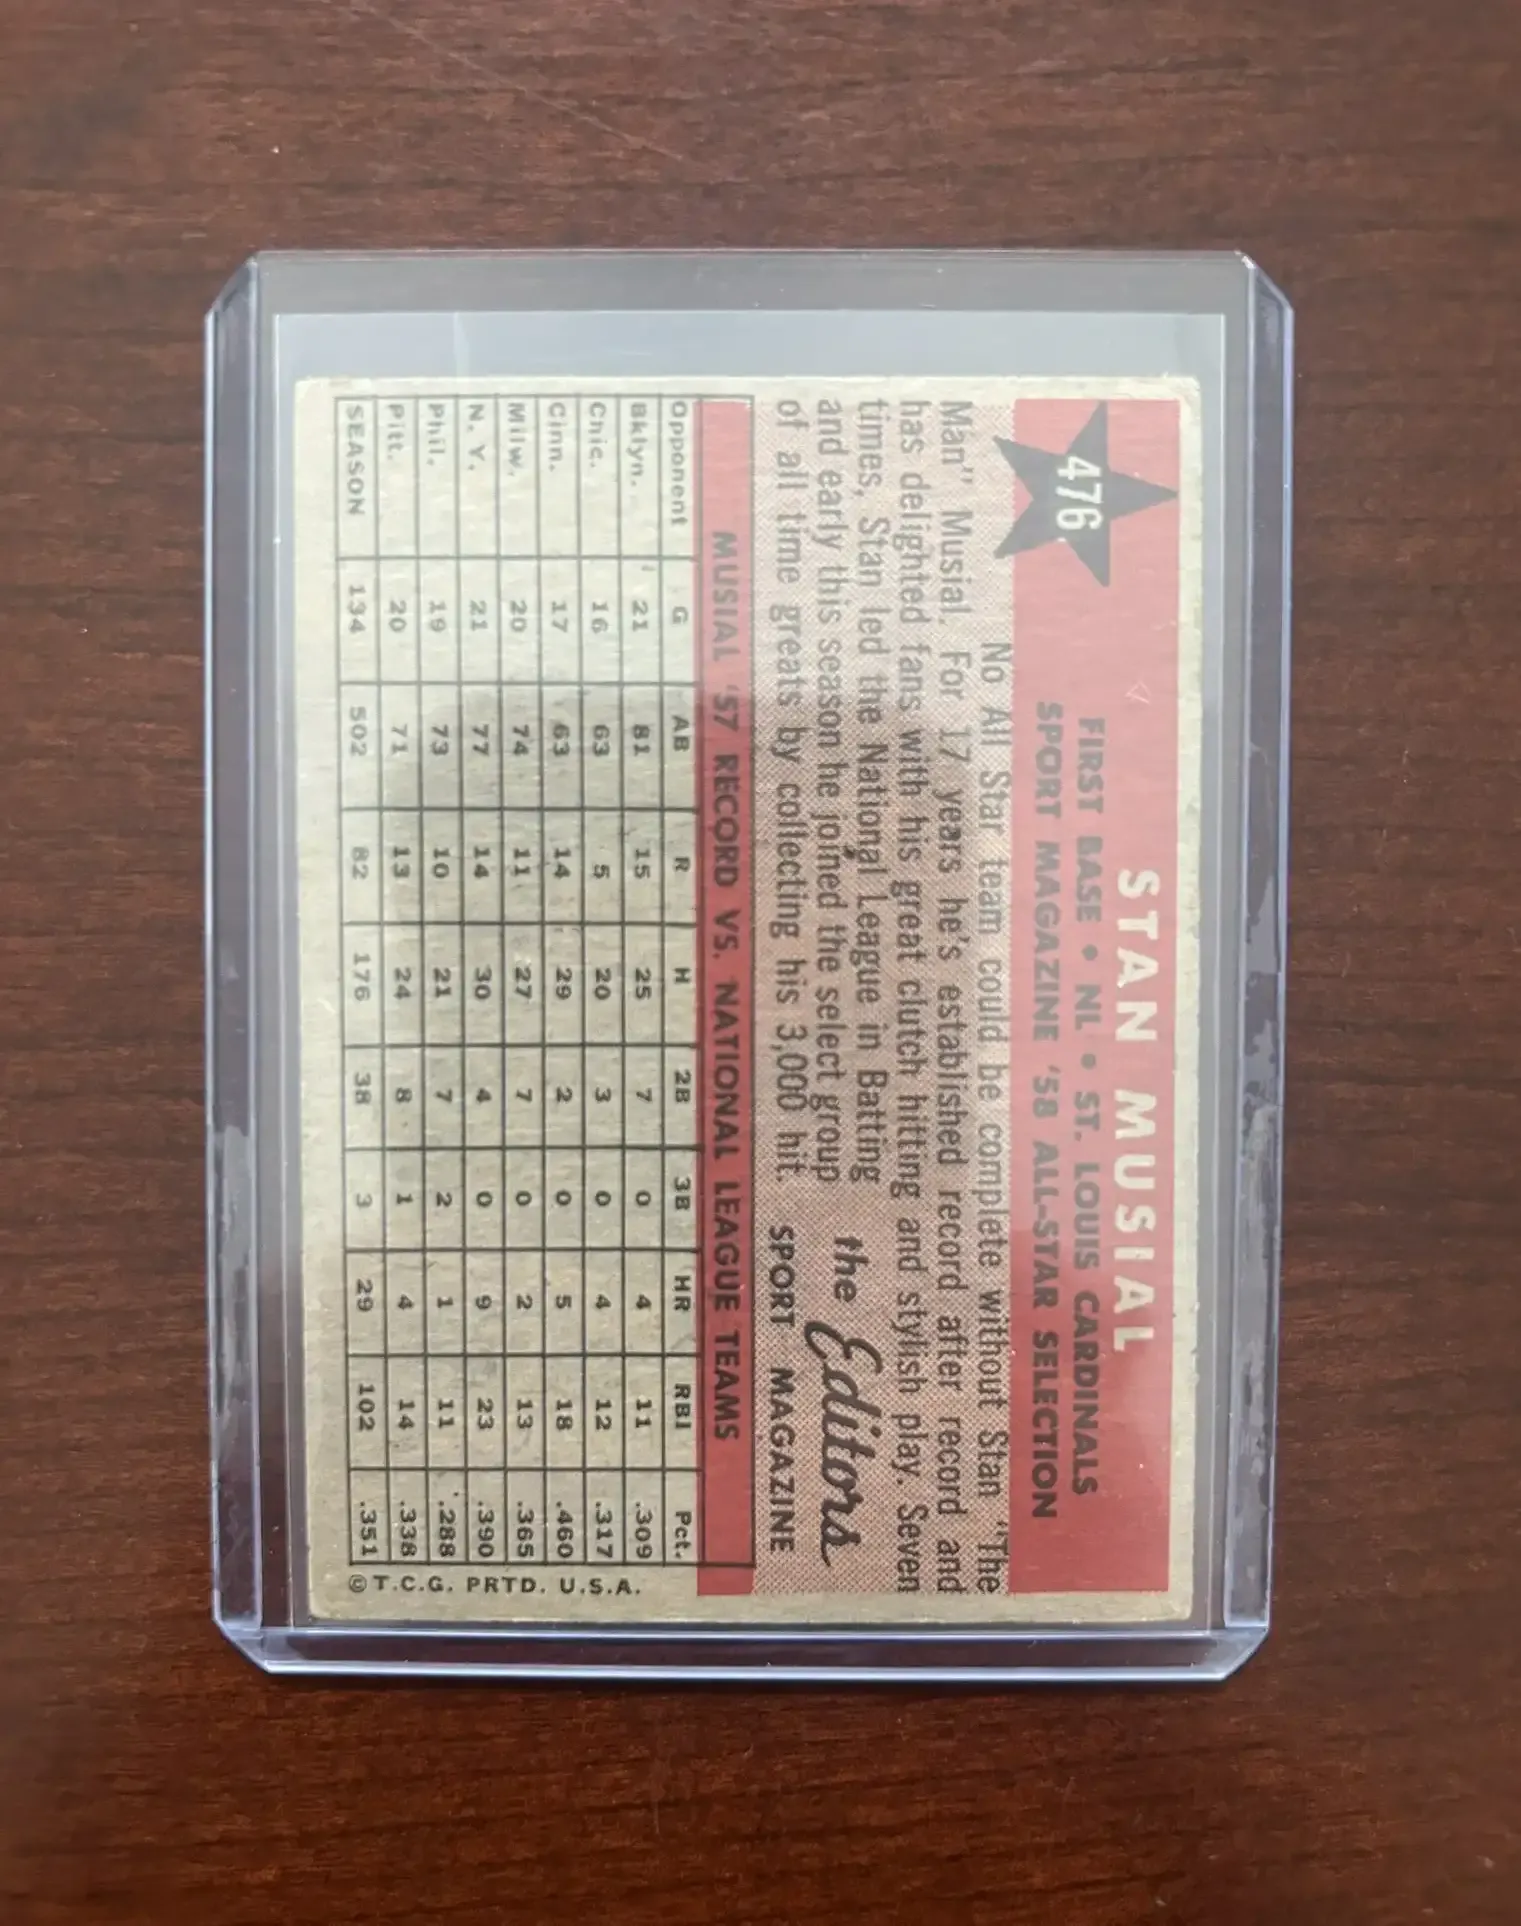 476
STAN MUSIAL
FIRST BASE • NL • ST. LOUIS CARDINALS
SPORT MAGAZINE '58 ALL-STAR SELECTION
No All Star team could be complete without Stan "The
Man" Musial. For 17 years he's established record after record and
has delighted fans with his great clutch hitting and stylish play. Seven
times, Stan led the National League in Batting
and early this season he joined the select group
of all time greats by collecting his 3,000 hit.
the Editors
SPORT MAGAZINE
MUSIAL '57 RECORD VS. NATIONAL LEAGUE TEAMS
Opponent G AB R H 2B 3B HR RBI Pct.
Bklyn. 21 81 15 25 7 0 4 11 .309
Chic. 16 63 5 20 3 0 4 12 .317
Cinn. 17 63 14 29 2 0 5 18 .460
Milw. 20 74 11 27 7 0 2 13 .365
N. Y. 21 77 14 30 4 0 9 23 .390
Phil. 19 73 10 21 7 2 1 11 .288
Pitt. 20 71 13 24 8 1 4 14 .338
SEASON 134 502 82 176 38 3 29 102 .351
© T.C.G. PRTD. U.S.A.